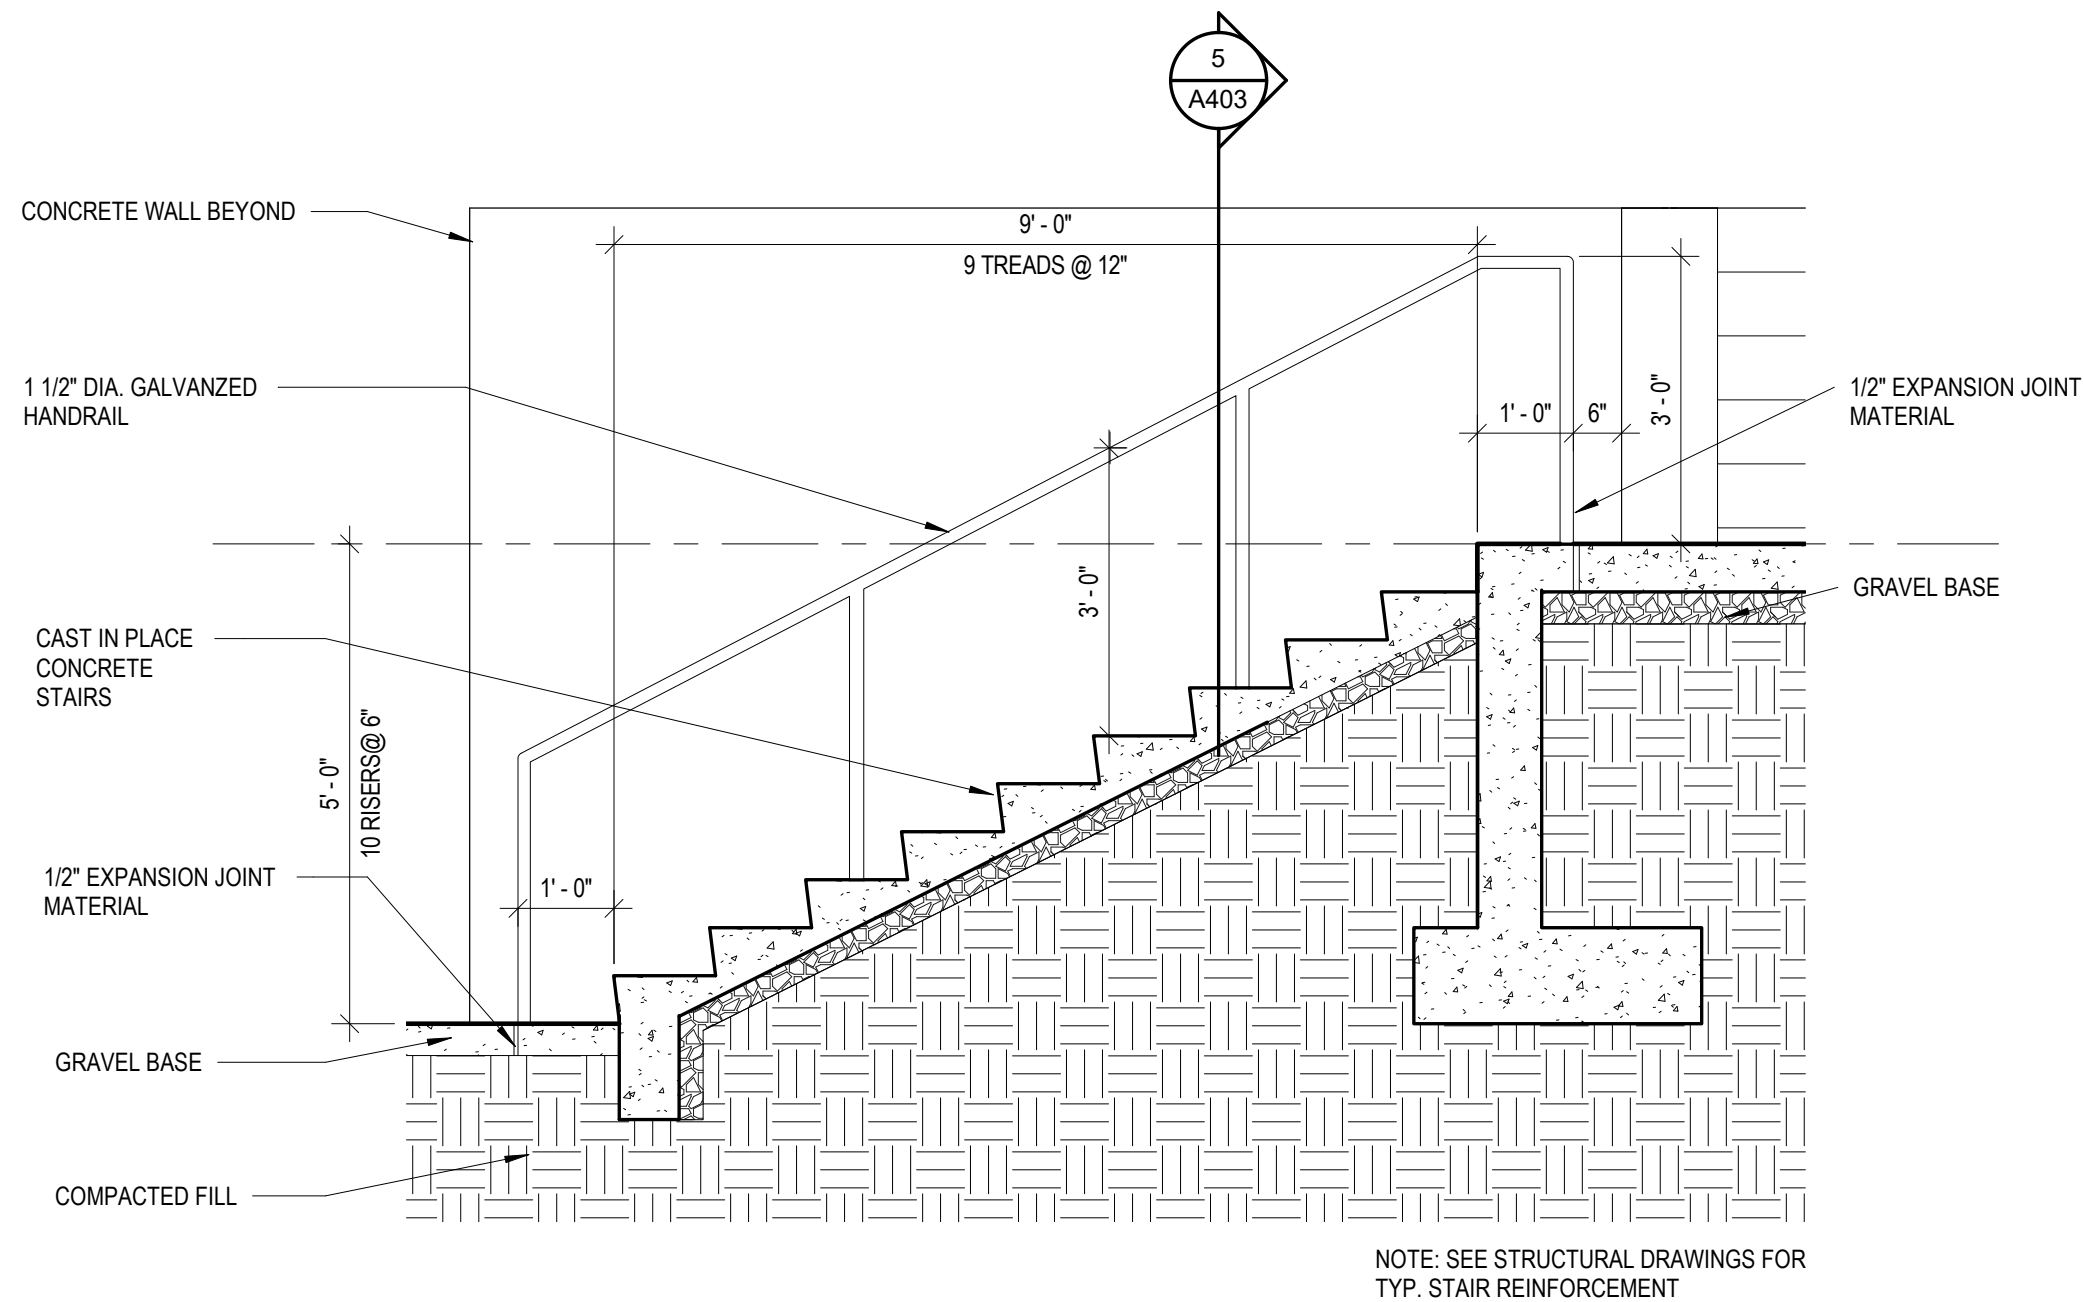 5
A403
CONCRETE WALL BEYOND
9' - 0"
9 TREADS @ 12"
1 1/2" DIA. GALVANZED
HANDRAIL
1' - 0"
6"
3' - 0"
1/2" EXPANSION JOINT
MATERIAL
3' - 0"
GRAVEL BASE
CAST IN PLACE
CONCRETE
STAIRS
5' - 0"
10 RISERS@ 6"
1/2" EXPANSION JOINT
MATERIAL
1' - 0"
GRAVEL BASE
COMPACTED FILL
NOTE: SEE STRUCTURAL DRAWINGS FOR
TYP. STAIR REINFORCEMENT